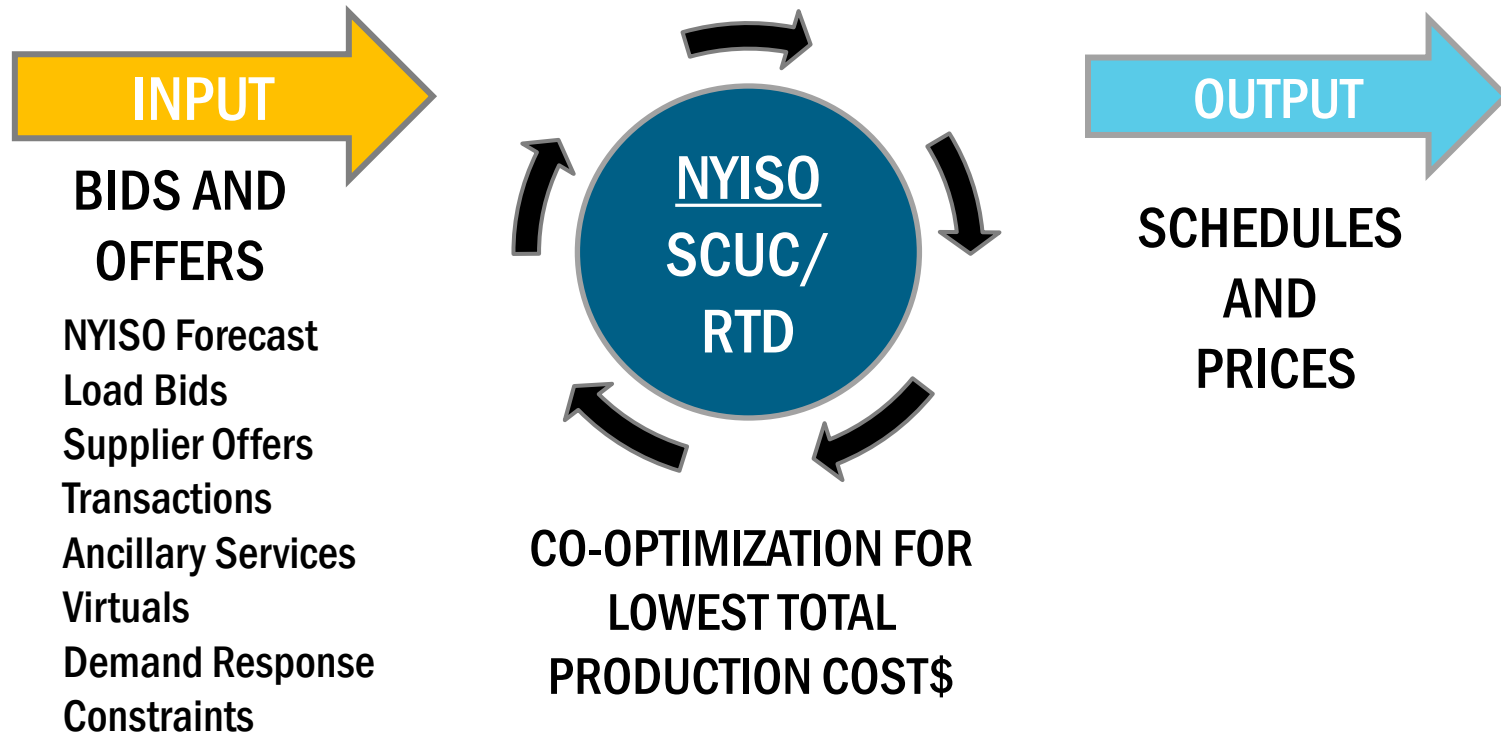 INPUT
BIDS AND
OFFERS
NYISO Forecast
Load Bids
Supplier Offers
Transactions
Ancillary Services
Virtuals
Demand Response
Constraints
NYISO
SCUC/
RTD
CO-OPTIMIZATION FOR
LOWEST TOTAL
PRODUCTION COST$
OUTPUT
SCHEDULES
AND
PRICES